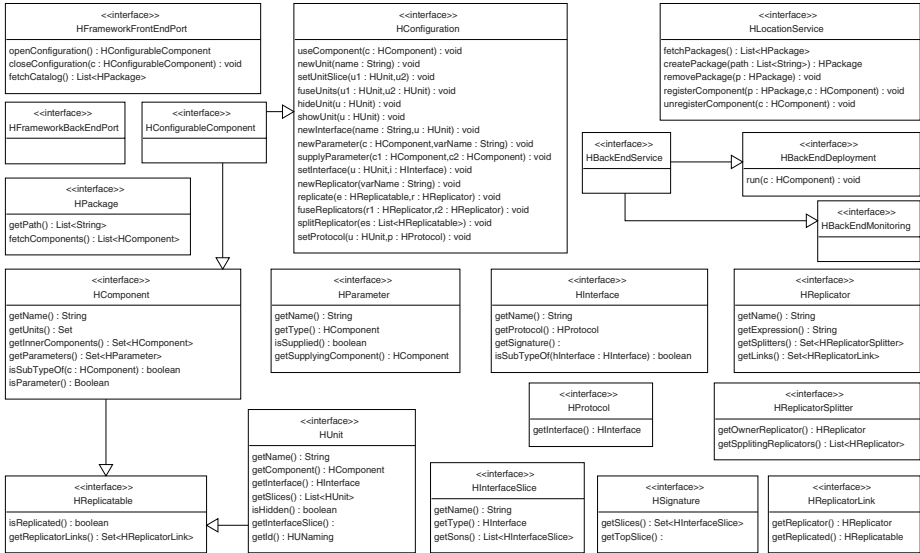 <<interface>>
HFrameworkFrontEndPort
openConfiguration() : HConfigurableComponent
closeConfiguration(c : HConfigurableComponent) : void
fetchCatalog() : List<HPackage>
<<interface>>
HConfiguration
useComponent(c : HComponent) : void
newUnit(name : String) : void
setUnitSlice(u1 : HUnit,u2) : void
fuseUnits(u1 : HUnit,u2 : HUnit) : void
hideUnit(u : HUnit) : void
showUnit(u : HUnit) : void
newInterface(name : String,u : HUnit) : void
newParameter(c : HComponent,varName : String) : void
supplyParameter(c1 : HComponent,c2 : HComponent) : void
setInterface(u : HUnit,i : HInterface) : void
newReplicator(varName : String) : void
replicate(e : HReplicatable,r : HReplicator) : void
fuseReplicators(r1 : HReplicator,r2 : HReplicator) : void
splitReplicator(es : List<HReplicatable>) : void
setProtocol(u : HUnit,p : HProtocol) : void
<<interface>>
HLocationService
fetchPackages() : List<HPackage>
createPackage(path : List<String>) : HPackage
removePackage(p : HPackage) : void
registerComponent(p : HPackage,c : HComponent) : void
unregisterComponent(c : HComponent) : void
<<interface>>
HFrameworkBackEndPort
<<interface>>
HConfigurableComponent
<<interface>>
HBackEndService
<<interface>>
HBackEndDeployment
run(c : HComponent) : void
<<interface>>
HBackEndMonitoring
<<interface>>
HPackage
getPath() : List<String>
fetchComponents() : List<HComponent>
<<interface>>
HComponent
getName() : String
getUnits() : Set
getInnerComponents() : Set<HComponent>
getParameters() : Set<HParameter>
isSubTypeOf(c : HComponent) : boolean
isParameter() : Boolean
<<interface>>
HParameter
getName() : String
getType() : HComponent
isSupplied() : boolean
getSupplyingComponent() : HComponent
<<interface>>
HInterface
getName() : String
getProtocol() : HProtocol
getSignature() :
isSubTypeOf(hInterface : HInterface) : boolean
<<interface>>
HReplicator
getName() : String
getExpression() : String
getSplitters() : Set<HReplicatorSplitter>
getLinks() : Set<HReplicatorLink>
<<interface>>
HProtocol
getInterface() : HInterface
<<interface>>
HReplicatorSplitter
getOwnerReplicator() : HReplicator
getSpplitingReplicators() : List<HReplicator>
<<interface>>
HUnit
getName() : String
getComponent() : HComponent
getInterface() : HInterface
getSlices() : List<HUnit>
isHidden() : boolean
getInterfaceSlice() :
getId() : HUNaming
<<interface>>
HReplicatable
isReplicated() : boolean
getReplicatorLinks() : Set<HReplicatorLink>
<<interface>>
HInterfaceSlice
getName() : String
getType() : HInterface
getSons() : List<HInterfaceSlice>
<<interface>>
HSignature
getSlices() : Set<HInterfaceSlice>
getTopSlice() :
<<interface>>
HReplicatorLink
getReplicator() : HReplicator
getReplicated() : HReplicatable